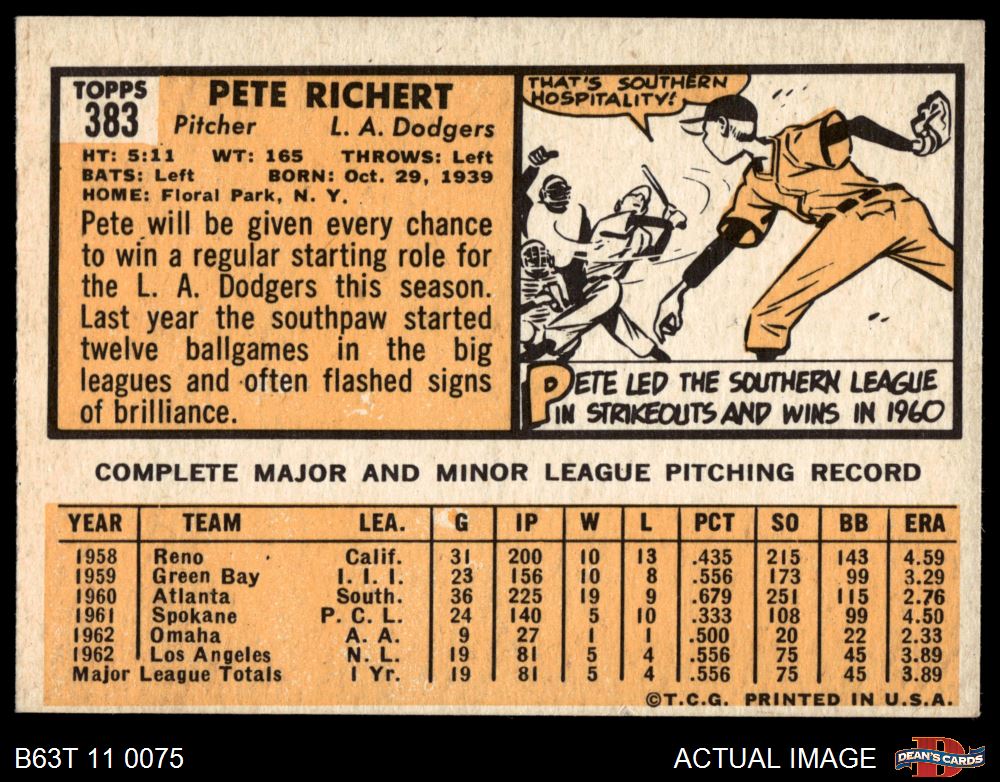 TOPPS
383
PETE RICHERT
Pitcher L. A. Dodgers
HT: 5:11 WT: 165 THROWS: Left
BATS: Left BORN: Oct. 29, 1939
HOME: Floral Park, N. Y.
Pete will be given every chance
to win a regular starting role for
the L. A. Dodgers this season.
Last year the southpaw started
twelve ballgames in the big
leagues and often flashed signs
of brilliance.
THAT'S SOUTHERN
HOSPITALITY!
PETE LED THE SOUTHERN LEAGUE
IN STRIKEOUTS AND WINS IN 1960
COMPLETE MAJOR AND MINOR LEAGUE PITCHING RECORD
YEAR TEAM LEA. G IP W L PCT SO BB ERA
1958 Reno Calif. 31 200 10 13 .435 215 143 4.59
1959 Green Bay I. I. I. 23 156 10 8 .556 173 99 3.29
1960 Atlanta South. 36 225 19 9 .679 251 115 2.76
1961 Spokane P. C. L. 24 140 5 10 .333 108 99 4.50
1962 Omaha A. A. 9 27 1 1 .500 20 22 2.33
1962 Los Angeles N. L. 19 81 5 4 .556 75 45 3.89
Major League Totals 1 Yr. 19 81 5 4 .556 75 45 3.89
©T.C.G. PRINTED IN U.S.A.
B63T 11 0075
ACTUAL IMAGE
D
DEAN'S CARDS